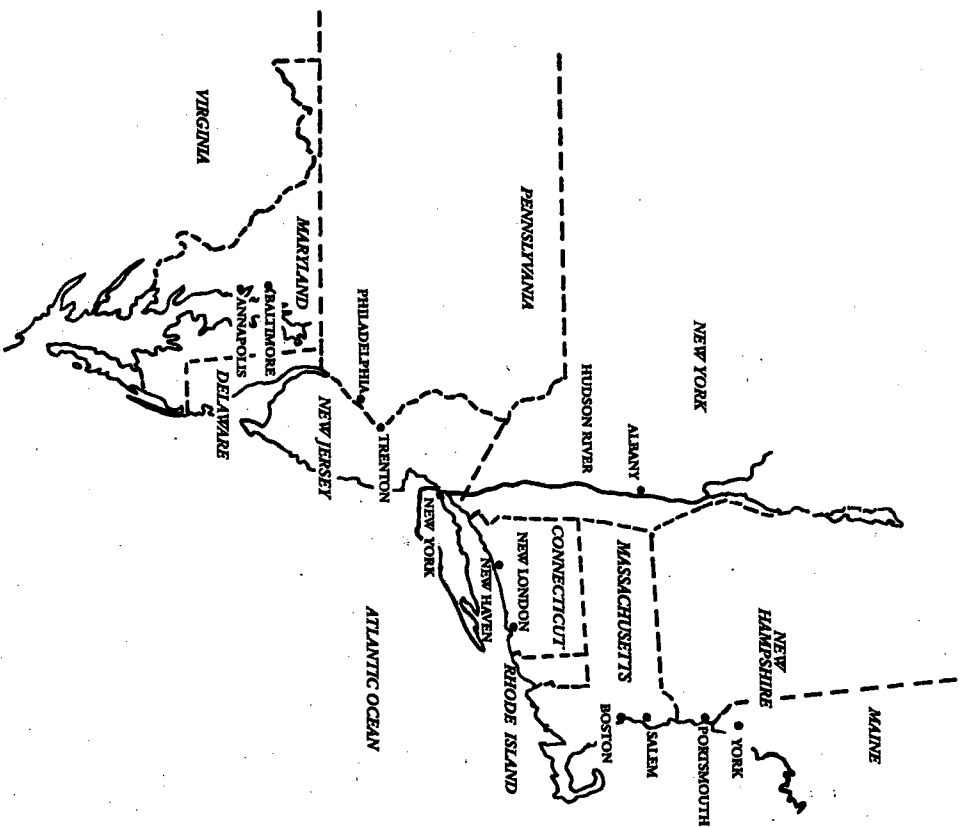 MAINE
NEW
HAMPSHIRE
YORK
PORTSMOUTH
SALEM
BOSTON
NEW YORK
ALBANY
HUDSON RIVER
MASSACHUSETTS
CONNECTICUT
RHODE ISLAND
NEW LONDON
NEW HAVEN
NEW YORK
PENNSLYVANIA
TRENTON
PHILADELPHIA
NEW JERSEY
ATLANTIC OCEAN
MARYLAND
BALTIMORE
ANNAPOLIS
DELAWARE
VIRGINIA